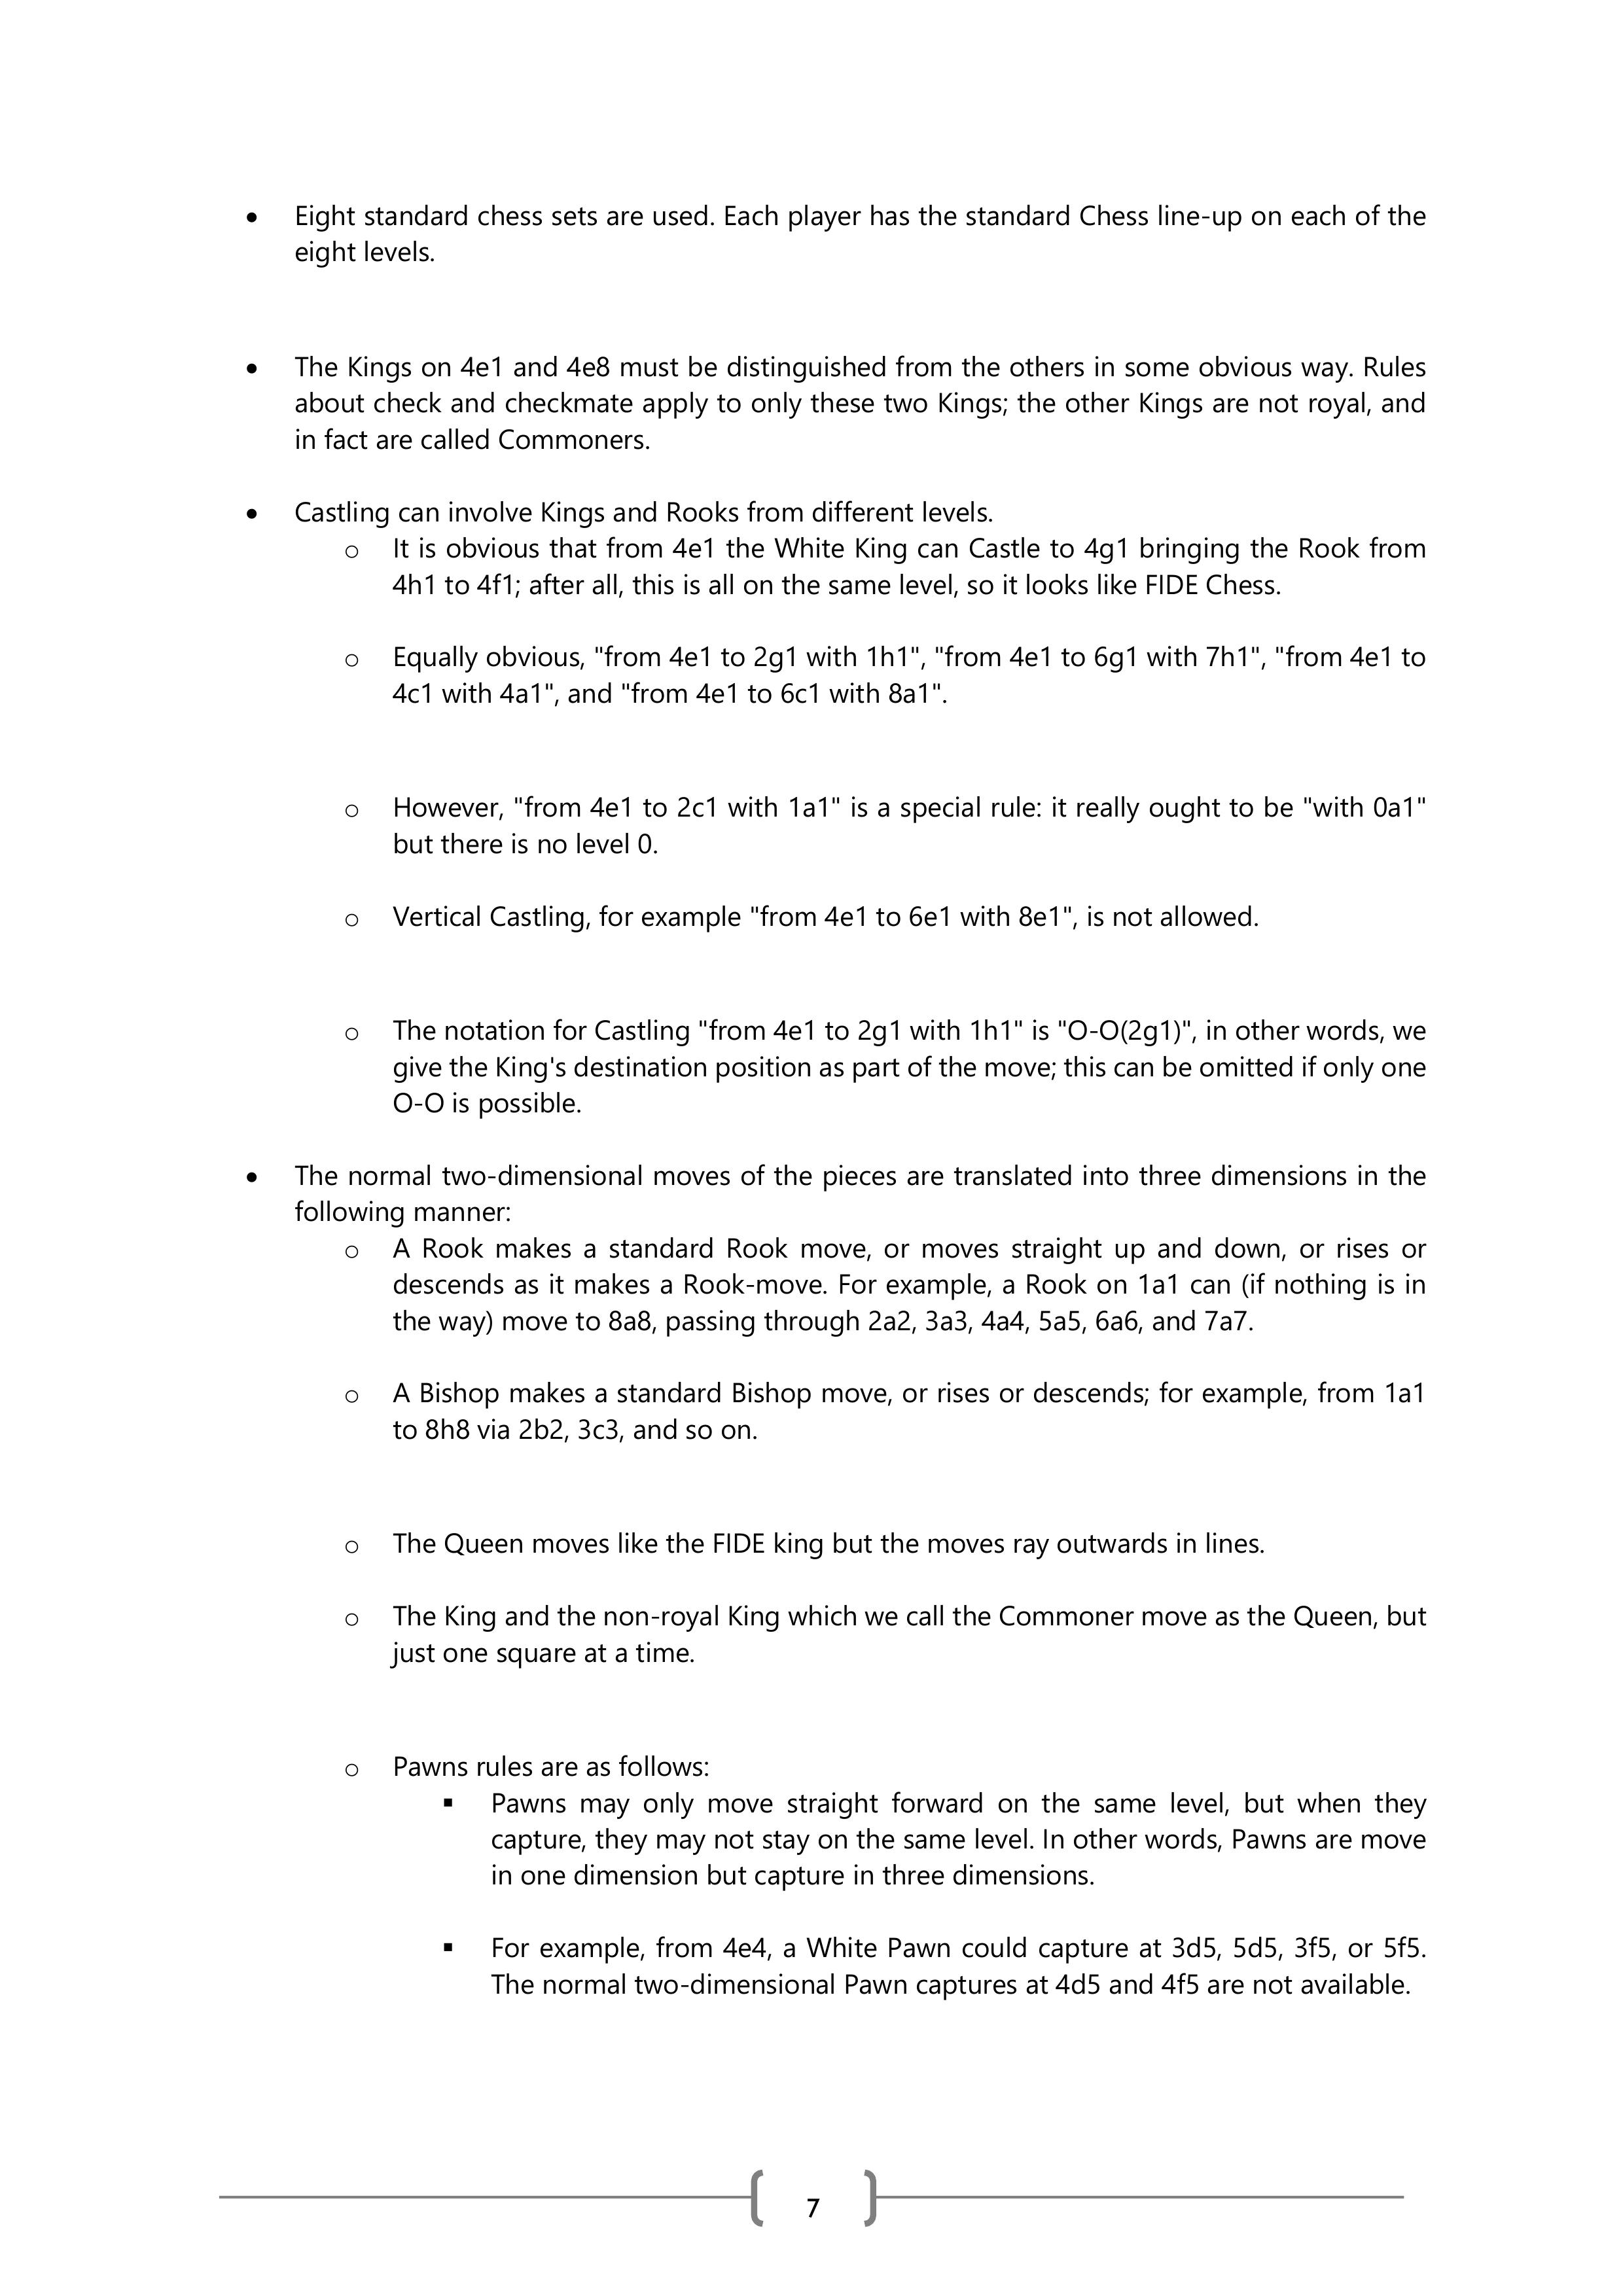 • Eight standard chess sets are used. Each player has the standard Chess line-up on each of the
eight levels.
• The Kings on 4e1 and 4e8 must be distinguished from the others in some obvious way. Rules
about check and checkmate apply to only these two Kings; the other Kings are not royal, and
in fact are called Commoners.
• Castling can involve Kings and Rooks from different levels.
o It is obvious that from 4e1 the White King can Castle to 4g1 bringing the Rook from
4h1 to 4f1; after all, this is all on the same level, so it looks like FIDE Chess.
o Equally obvious, "from 4e1 to 2g1 with 1h1", "from 4e1 to 6g1 with 7h1", "from 4e1 to
4c1 with 4a1", and "from 4e1 to 6c1 with 8a1".
o However, "from 4e1 to 2c1 with 1a1" is a special rule: it really ought to be "with 0a1"
but there is no level 0.
o Vertical Castling, for example "from 4e1 to 6e1 with 8e1", is not allowed.
o The notation for Castling "from 4e1 to 2g1 with 1h1" is "O-O(2g1)", in other words, we
give the King's destination position as part of the move; this can be omitted if only one
O-O is possible.
• The normal two-dimensional moves of the pieces are translated into three dimensions in the
following manner:
o A Rook makes a standard Rook move, or moves straight up and down, or rises or
descends as it makes a Rook-move. For example, a Rook on 1a1 can (if nothing is in
the way) move to 8a8, passing through 2a2, 3a3, 4a4, 5a5, 6a6, and 7a7.
o A Bishop makes a standard Bishop move, or rises or descends; for example, from 1a1
to 8h8 via 2b2, 3c3, and so on.
o The Queen moves like the FIDE king but the moves ray outwards in lines.
o The King and the non-royal King which we call the Commoner move as the Queen, but
just one square at a time.
o Pawns rules are as follows:
▪ Pawns may only move straight forward on the same level, but when they
capture, they may not stay on the same level. In other words, Pawns are move
in one dimension but capture in three dimensions.
▪ For example, from 4e4, a White Pawn could capture at 3d5, 5d5, 3f5, or 5f5.
The normal two-dimensional Pawn captures at 4d5 and 4f5 are not available.
7